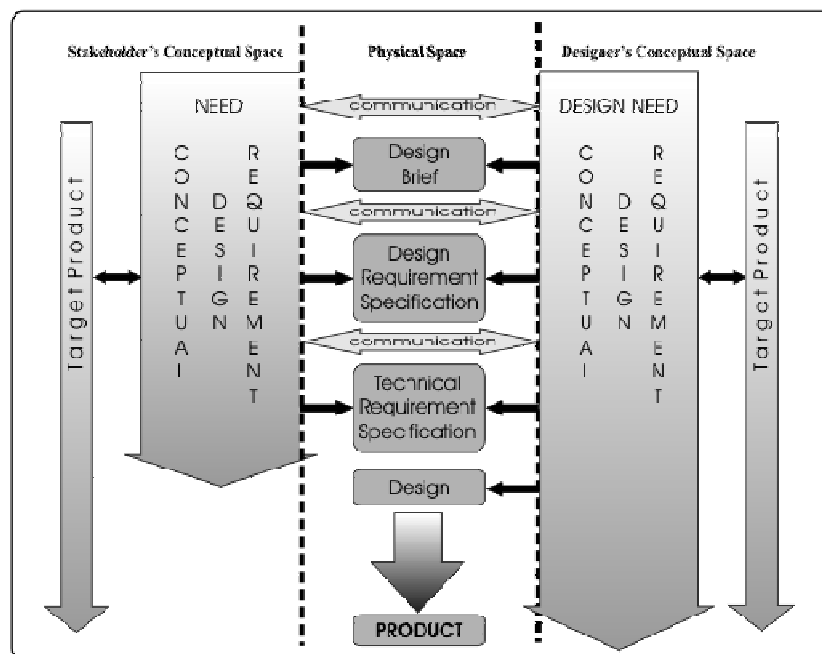 Stakeholder's Conceptual Space
Physical Space
Designer's Conceptual Space
NEED
communication
DESIGN NEED
Design
Brief
communication
Design
Requirement
Specification
communication
Technical
Requirement
Specification
Design
PRODUCT
Target Product
CONCEPTUAL
DESIGN
REQUIREMENT
CONCEPTUAL
DESIGN
REQUIREMENT
Target Product